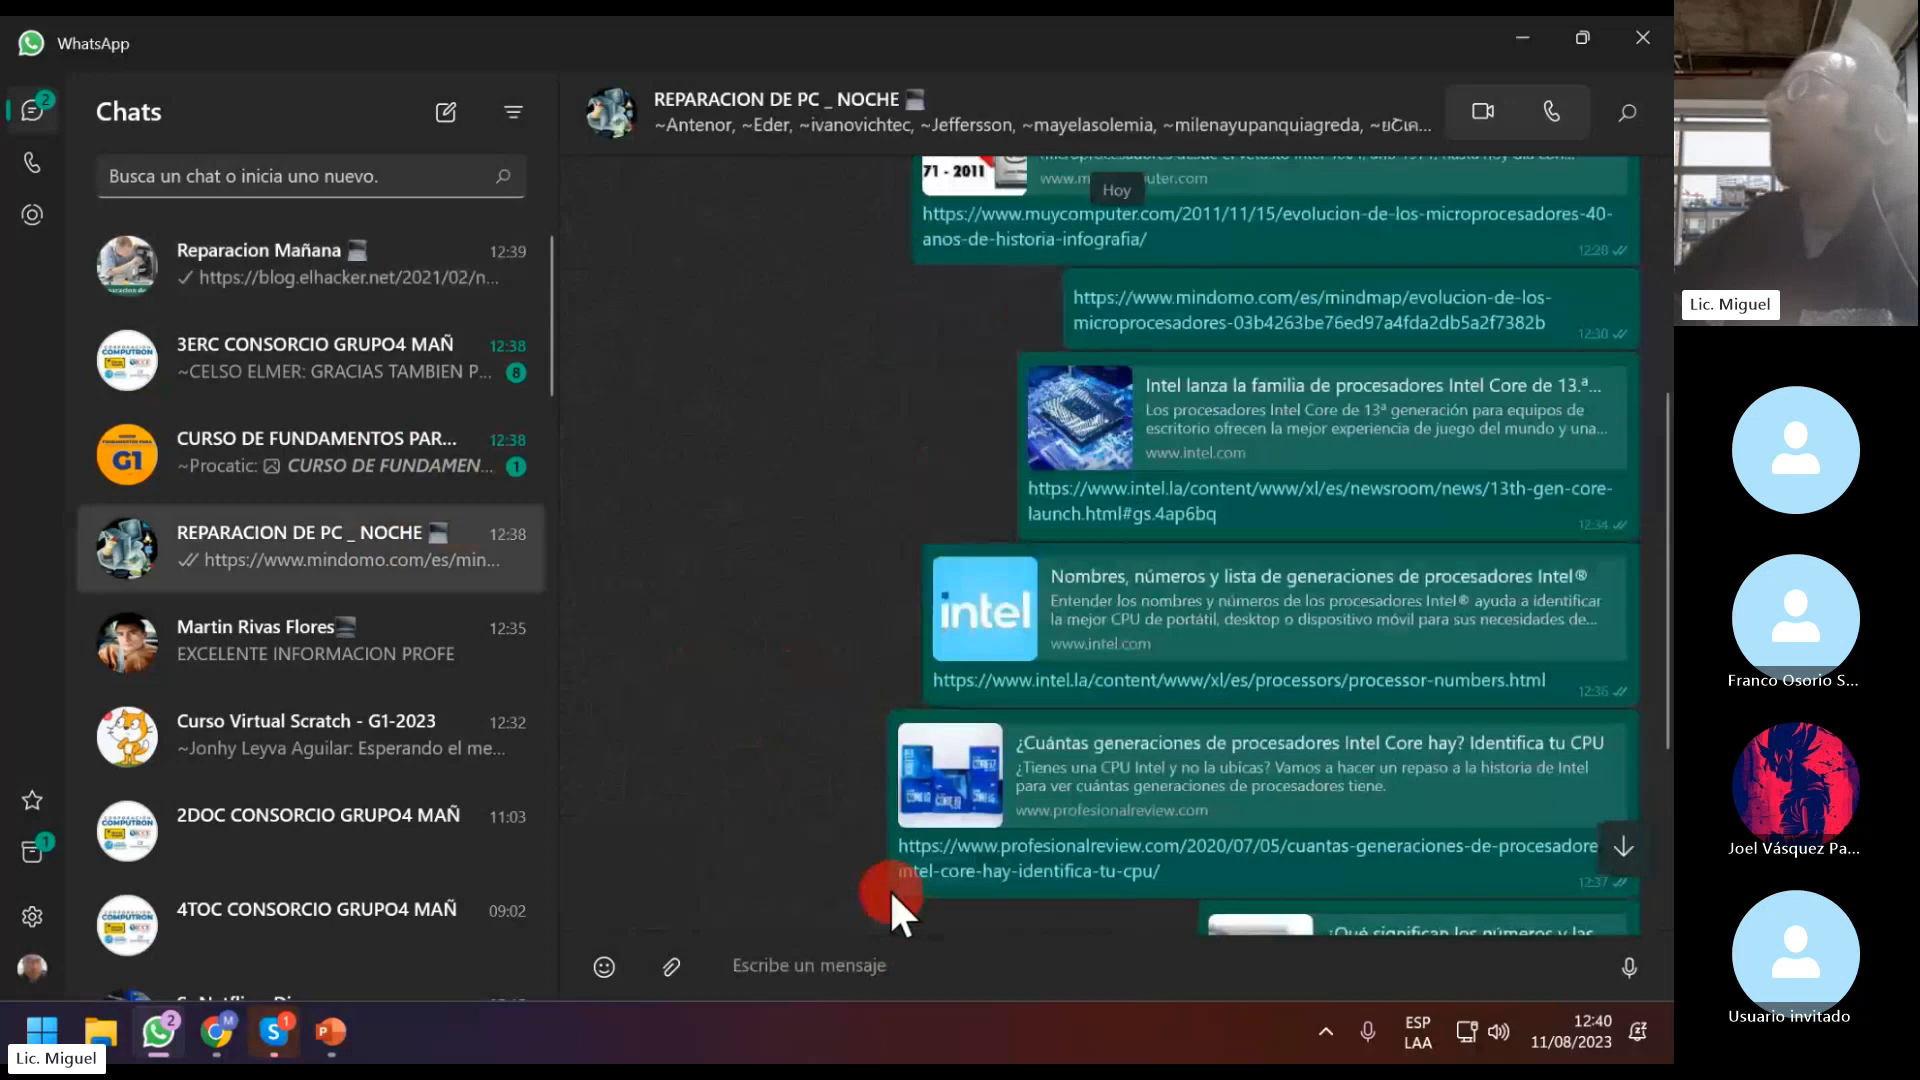 WhatsApp
2
Chats
Busca un chat o inicia uno nuevo.
Reparacion Mañana 12:39
https://blog.elhacker.net/2021/02/n...
3ERC CONSORCIO GRUPO4 MAÑ 12:38
~CELSO ELMER: GRACIAS TAMBIEN P... 8
CURSO DE FUNDAMENTOS PAR... 12:38
~Procatic: CURSO DE FUNDAMEN... 1
G1
REPARACION DE PC _ NOCHE 12:38
https://www.mindomo.com/es/min...
Martin Rivas Flores 12:35
EXCELENTE INFORMACION PROFE
Curso Virtual Scratch - G1-2023 12:32
~Jonhy Leyva Aguilar: Esperando el me...
2DOC CONSORCIO GRUPO4 MAÑ 11:03
4TOC CONSORCIO GRUPO4 MAÑ 09:02
1
REPARACION DE PC _ NOCHE
~Antenor, ~Eder, ~ivanovichtec, ~Jeffersson, ~mayelasolemia, ~milenayupanquiagreda,
71 - 2011
Hoy
https://www.muycomputer.com/2011/11/15/evolucion-de-los-microprocesadores-40-
anos-de-historia-infografia/
12:28
https://www.mindomo.com/es/mindmap/evolucion-de-los-
microprocesadores-03b4263be76ed97a4fda2db5a2f7382b
12:30
Intel lanza la familia de procesadores Intel Core de 13.ª...
Los procesadores Intel Core de 13ª generación para equipos de
escritorio ofrecen la mejor experiencia de juego del mundo y una...
www.intel.com
https://www.intel.la/content/www/xl/es/newsroom/news/13th-gen-core-
launch.html#gs.4ap6bq
12:34
intel
Nombres, números y lista de generaciones de procesadores Intel®
Entender los nombres y números de los procesadores Intel® ayuda a identificar
la mejor CPU de portátil, desktop o dispositivo móvil para sus necesidades de...
www.intel.com
https://www.intel.la/content/www/xl/es/processors/processor-numbers.html
12:36
¿Cuántas generaciones de procesadores Intel Core hay? Identifica tu CPU
¿Tienes una CPU Intel y no la ubicas? Vamos a hacer un repaso a la historia de Intel
para ver cuántas generaciones de procesadores tiene.
www.profesionalreview.com
https://www.profesionalreview.com/2020/07/05/cuantas-generaciones-de-procesadore
intel-core-hay-identifica-tu-cpu/
12:37
¿Qué significan los números y las
Escribe un mensaje
2
M
1
ESP
LAA
12:40
11/08/2023
Lic. Miguel
Lic. Miguel
Franco Osorio S...
Joel Vásquez Pa...
Usuario invitado